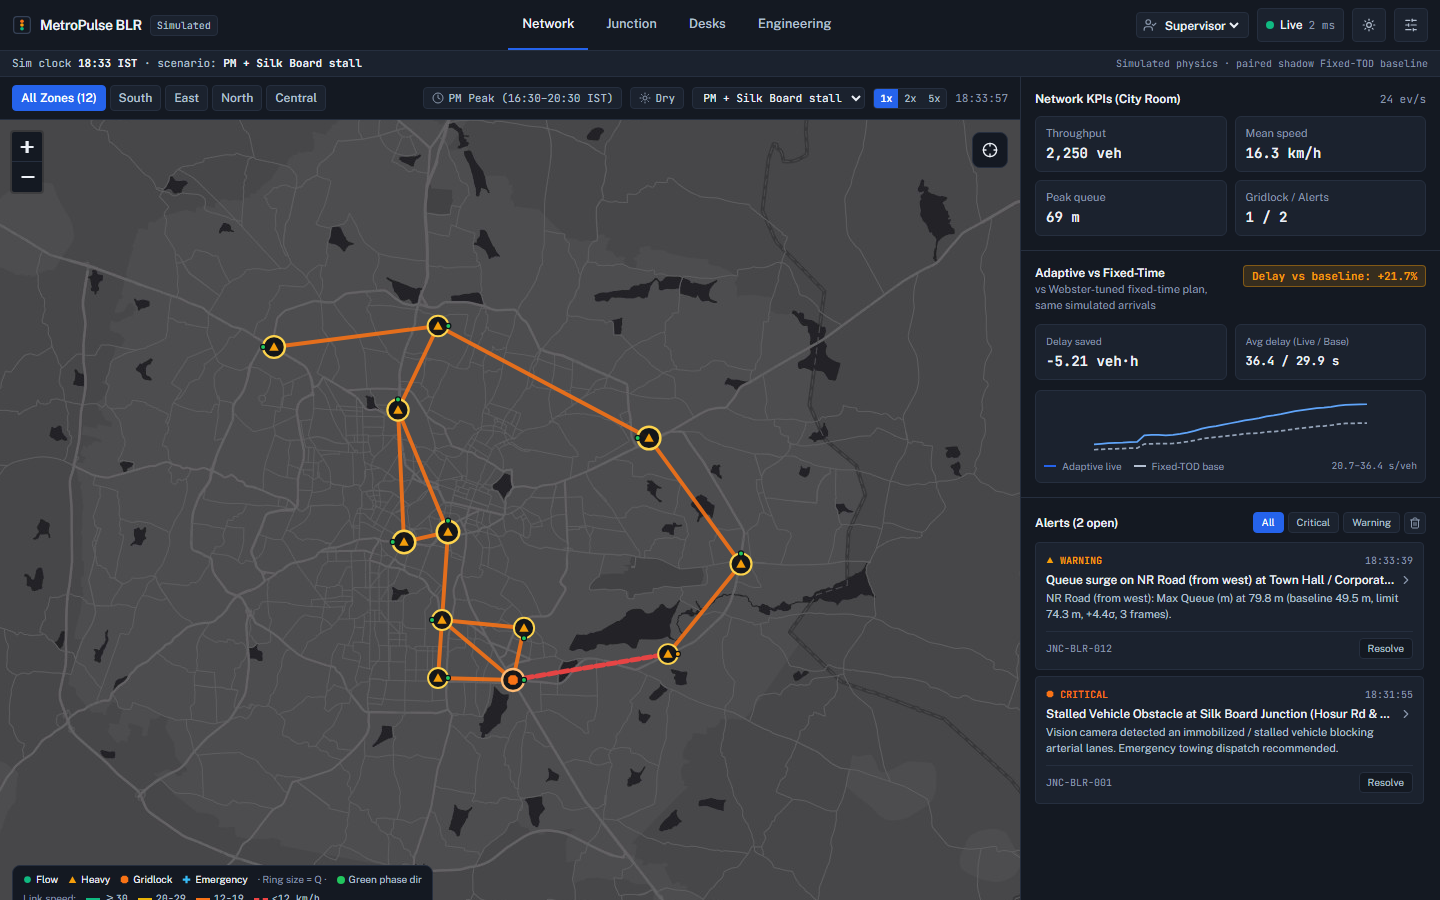 MetroPulse BLR
Simulated
Network
Junction
Desks
Engineering
Supervisor
Live 2 ms
Sim clock 18:33 IST · scenario: PM + Silk Board stall
Simulated physics · paired shadow Fixed-TOD baseline
All Zones (12)
South
East
North
Central
PM Peak (16:30–20:30 IST)
Dry
PM + Silk Board stall
1x
2x
5x
18:33:57
+
−
Flow
Heavy
Gridlock
Emergency
· Ring size = Q ·
Green phase dir
Link speed:
≥30
20-29
12-19
<12 km/h
Network KPIs (City Room)
24 ev/s
Throughput
2,250 veh
Mean speed
16.3 km/h
Peak queue
69 m
Gridlock / Alerts
1 / 2
Adaptive vs Fixed-Time
vs Webster-tuned fixed-time plan,
same simulated arrivals
Delay vs baseline: +21.7%
Delay saved
-5.21 veh·h
Avg delay (Live / Base)
36.4 / 29.9 s
Adaptive live
Fixed-TOD base
20.7–36.4 s/veh
Alerts (2 open)
All
Critical
Warning
WARNING
18:33:39
Queue surge on NR Road (from west) at Town Hall / Corporat...
NR Road (from west): Max Queue (m) at 79.8 m (baseline 49.5 m, limit
74.3 m, +4.4σ, 3 frames).
JNC-BLR-012
Resolve
CRITICAL
18:31:55
Stalled Vehicle Obstacle at Silk Board Junction (Hosur Rd & ...
Vision camera detected an immobilized / stalled vehicle blocking
arterial lanes. Emergency towing dispatch recommended.
JNC-BLR-001
Resolve